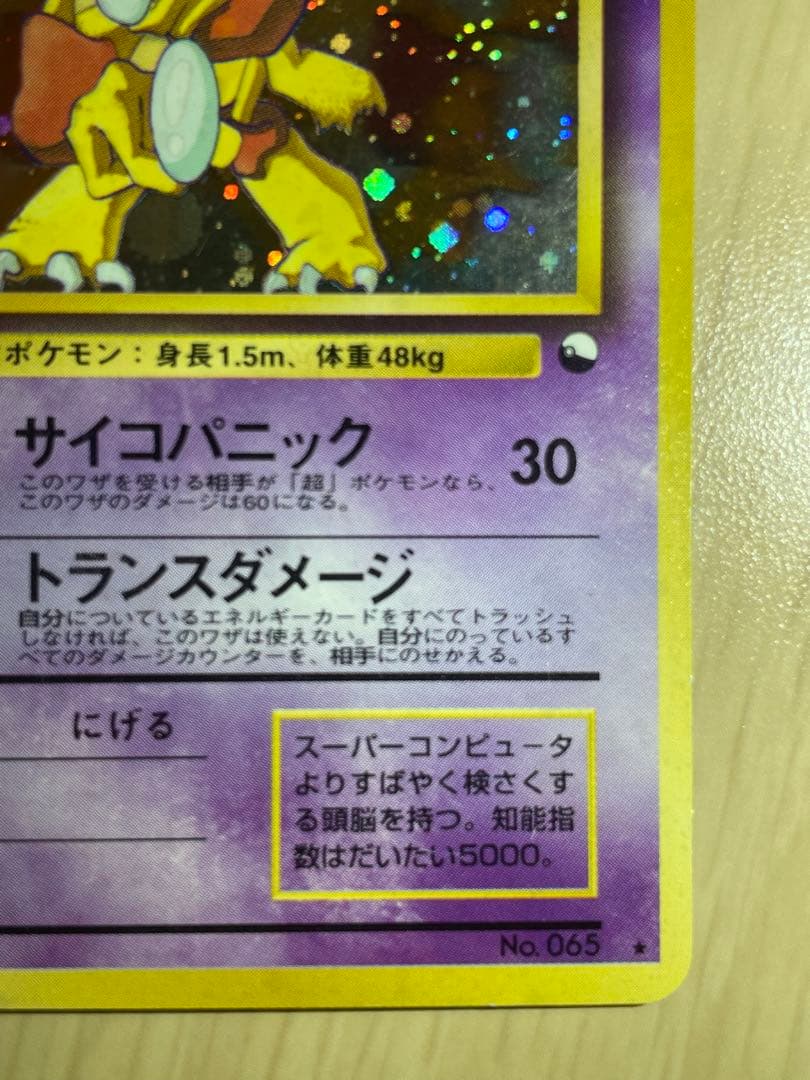 ポケモン：身長1.5m、体重48kg
サイコパニック 30
このワザを受ける相手が「超」ポケモンなら、
このワザのダメージは60になる。
トランスダメージ
自分についているエネルギーカードをすべてトラッシュ
しなければ、このワザは使えない。自分にのっているす
べてのダメージカウンターを、相手にのせかえる。
にげる
スーパーコンピュータ
よりすばやく検さくす
る頭脳を持つ。知能指
数はだいたい5000。
No. 065 ★